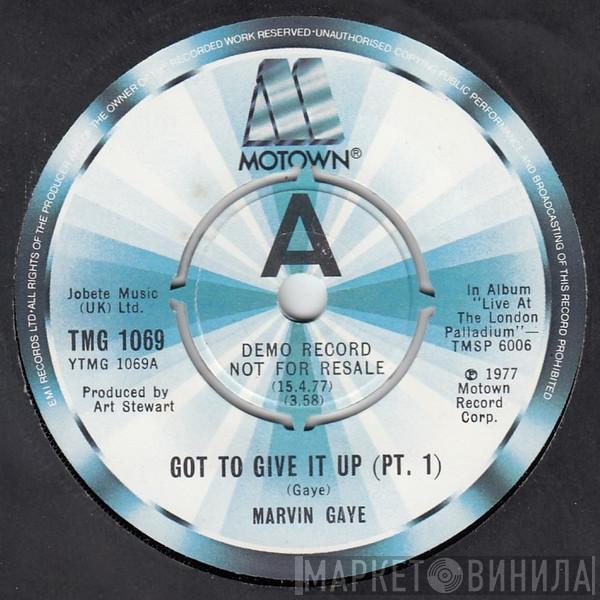 EMI RECORDS LTD·ALL RIGHTS OF THE PRODUCER AND OF THE OWNER OF THE RECORDED WORK RESERVED·UNAUTHORISED COPYING PUBLIC PERFORMANCE AND BROADCASTING OF THIS RECORD PROHIBITED
M
MOTOWN®
A
Jobete Music
(UK) Ltd.
TMG 1069
YTMG 1069A
Produced by
Art Stewart
In Album
"Live At
The London
Palladium"—
TMSP 6006
℗ 1977
Motown
Record
Corp.
DEMO RECORD
NOT FOR RESALE
(15.4.77)
(3.58)
GOT TO GIVE IT UP (PT. 1)
(Gaye)
MARVIN GAYE
МАРКЕТ ВИНИЛА